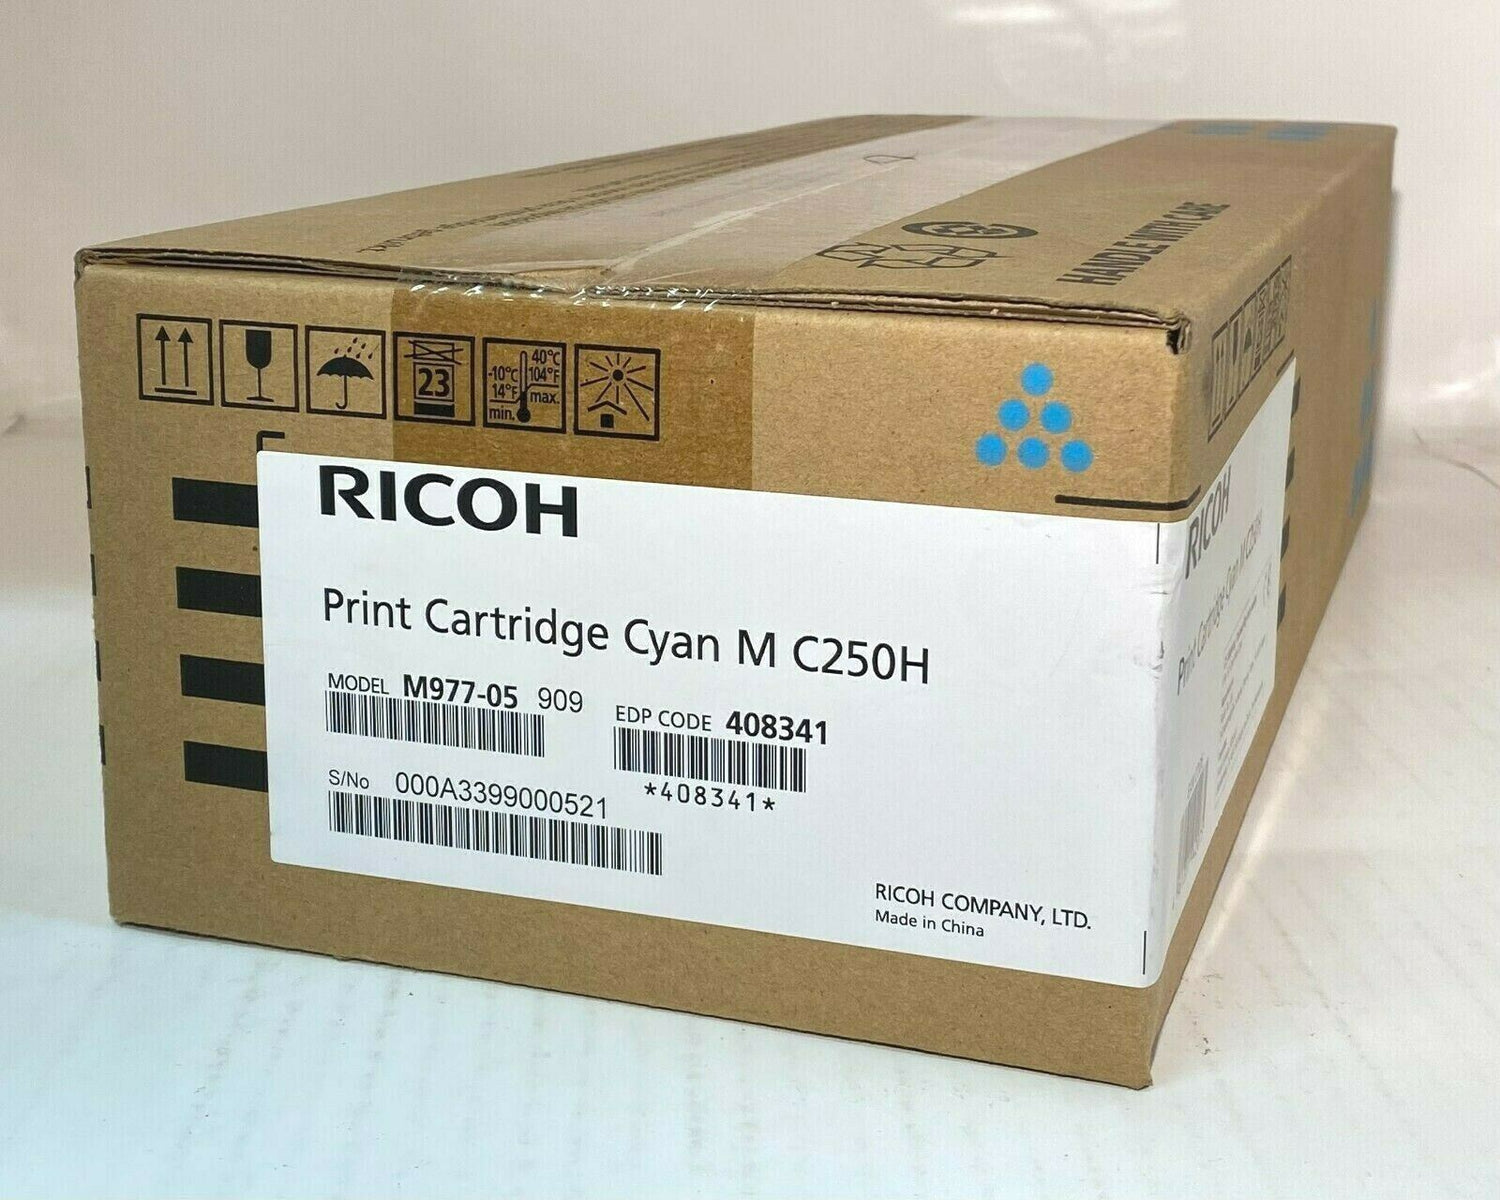 HANDLE WITH CARE
23
-10°C
14°F
min.
40°C
104°F
max.
RICOH
Print Cartridge Cyan M C250H
MODEL M977-05 909
EDP CODE 408341
*408341*
S/No 000A3399000521
RICOH COMPANY, LTD.
Made in China
RICOH
Print Cartridge Cyan M C250H